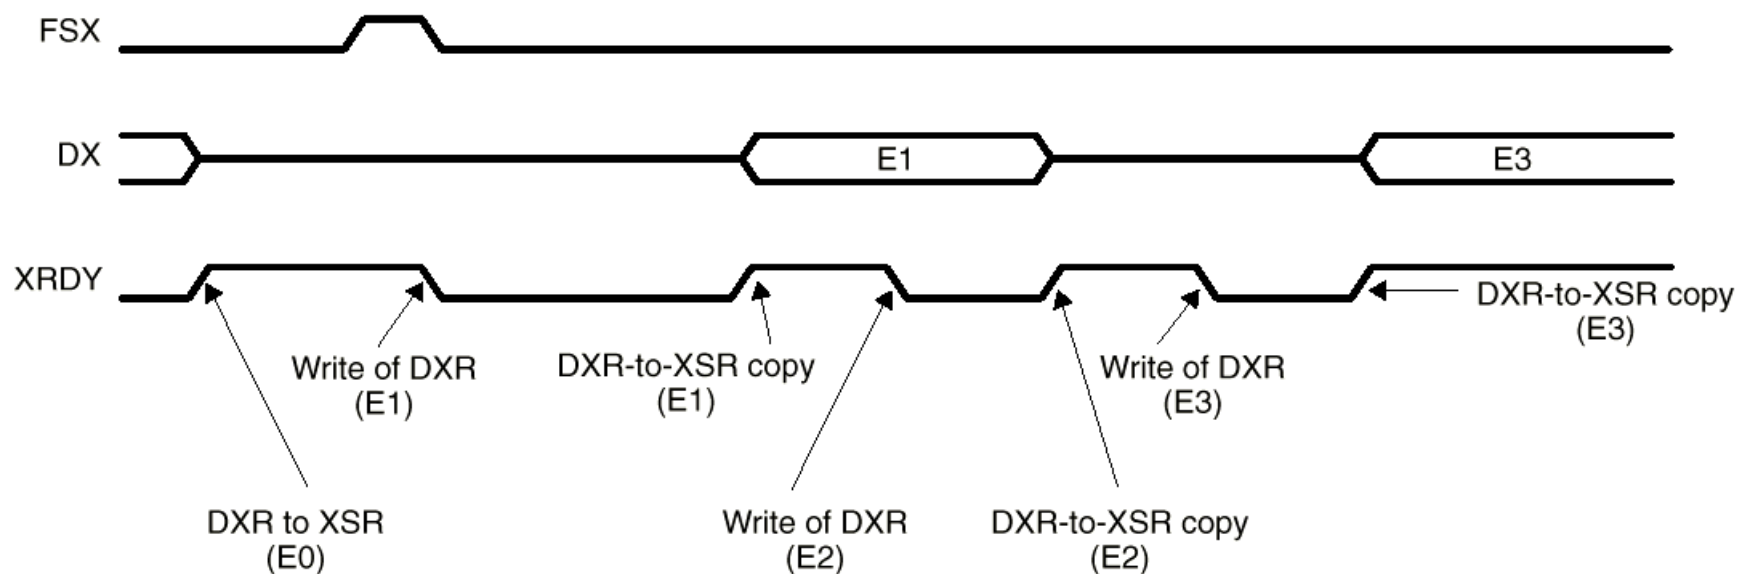 FSX
DX
E1
E3
XRDY
DXR-to-XSR copy
(E3)
Write of DXR
(E1)
DXR-to-XSR copy
(E1)
Write of DXR
(E3)
DXR to XSR
(E0)
Write of DXR
(E2)
DXR-to-XSR copy
(E2)